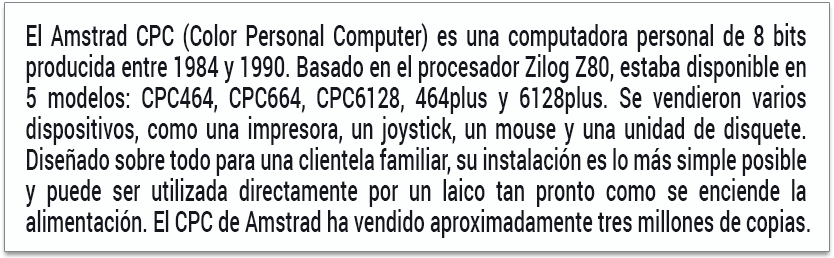 El Amstrad CPC (Color Personal Computer) es una computadora personal de 8 bits
producida entre 1984 y 1990. Basado en el procesador Zilog Z80, estaba disponible en
5 modelos: CPC464, CPC664, CPC6128, 464plus y 6128plus. Se vendieron varios
dispositivos, como una impresora, un joystick, un mouse y una unidad de disquete.
Diseñado sobre todo para una clientela familiar, su instalación es lo más simple posible
y puede ser utilizada directamente por un laico tan pronto como se enciende la
alimentación. El CPC de Amstrad ha vendido aproximadamente tres millones de copias.